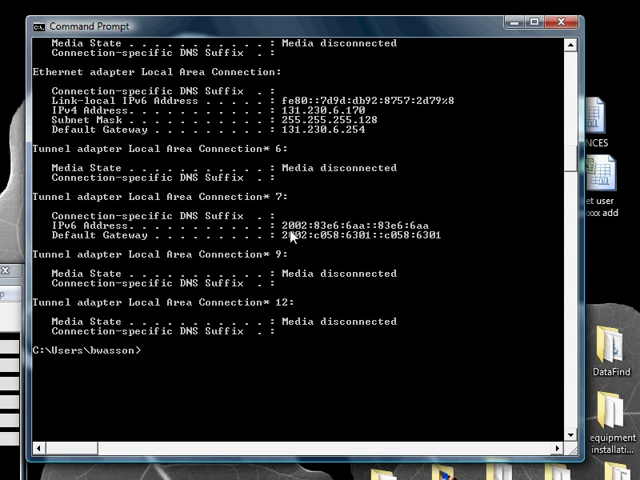 Command Prompt
Media State . . . . . . . . . . . : Media disconnected
Connection-specific DNS Suffix  . :
Ethernet adapter Local Area Connection:
Connection-specific DNS Suffix  . :
Link-local IPv6 Address . . . . . : fe80::7d9d:db92:8757:2d79%8
IPv4 Address. . . . . . . . . . . : 131.230.6.170
Subnet Mask . . . . . . . . . . . : 255.255.255.128
Default Gateway . . . . . . . . . : 131.230.6.254
Tunnel adapter Local Area Connection* 6:
Media State . . . . . . . . . . . : Media disconnected
Connection-specific DNS Suffix  . :
Tunnel adapter Local Area Connection* 7:
Connection-specific DNS Suffix  . :
IPv6 Address. . . . . . . . . . . : 2002:83e6:6aa::83e6:6aa
Default Gateway . . . . . . . . . : 2002:c058:6301::c058:6301
Tunnel adapter Local Area Connection* 9:
Media State . . . . . . . . . . . : Media disconnected
Connection-specific DNS Suffix  . :
Tunnel adapter Local Area Connection* 12:
Media State . . . . . . . . . . . : Media disconnected
Connection-specific DNS Suffix  . :
C:\Users\bwasson>
NCES
et user
xxx add
DataFind
equipment
installati...